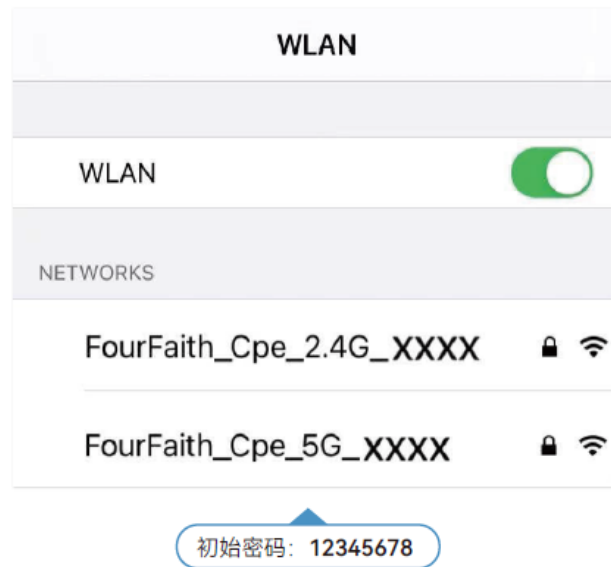 WLAN
WLAN
NETWORKS
FourFaith_Cpe_2.4G_XXXX
FourFaith_Cpe_5G_XXXX
初始密码: 12345678